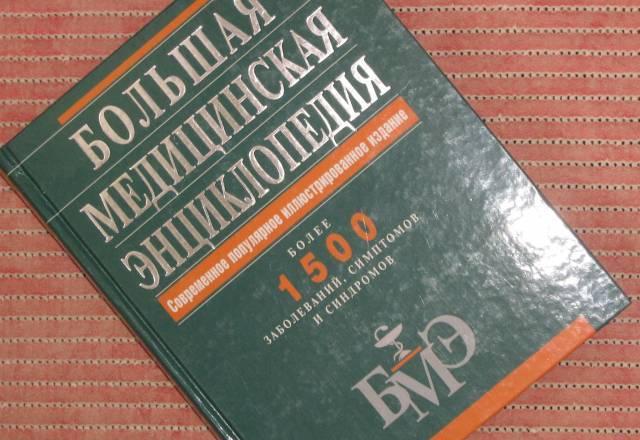 БОЛЬШАЯ
МЕДИЦИНСКАЯ
ЭНЦИКЛОПЕДИЯ
Современное популярное иллюстрированное издание
БОЛЕЕ
1500
ЗАБОЛЕВАНИЙ, СИМПТОМОВ
И СИНДРОМОВ
БМЭ